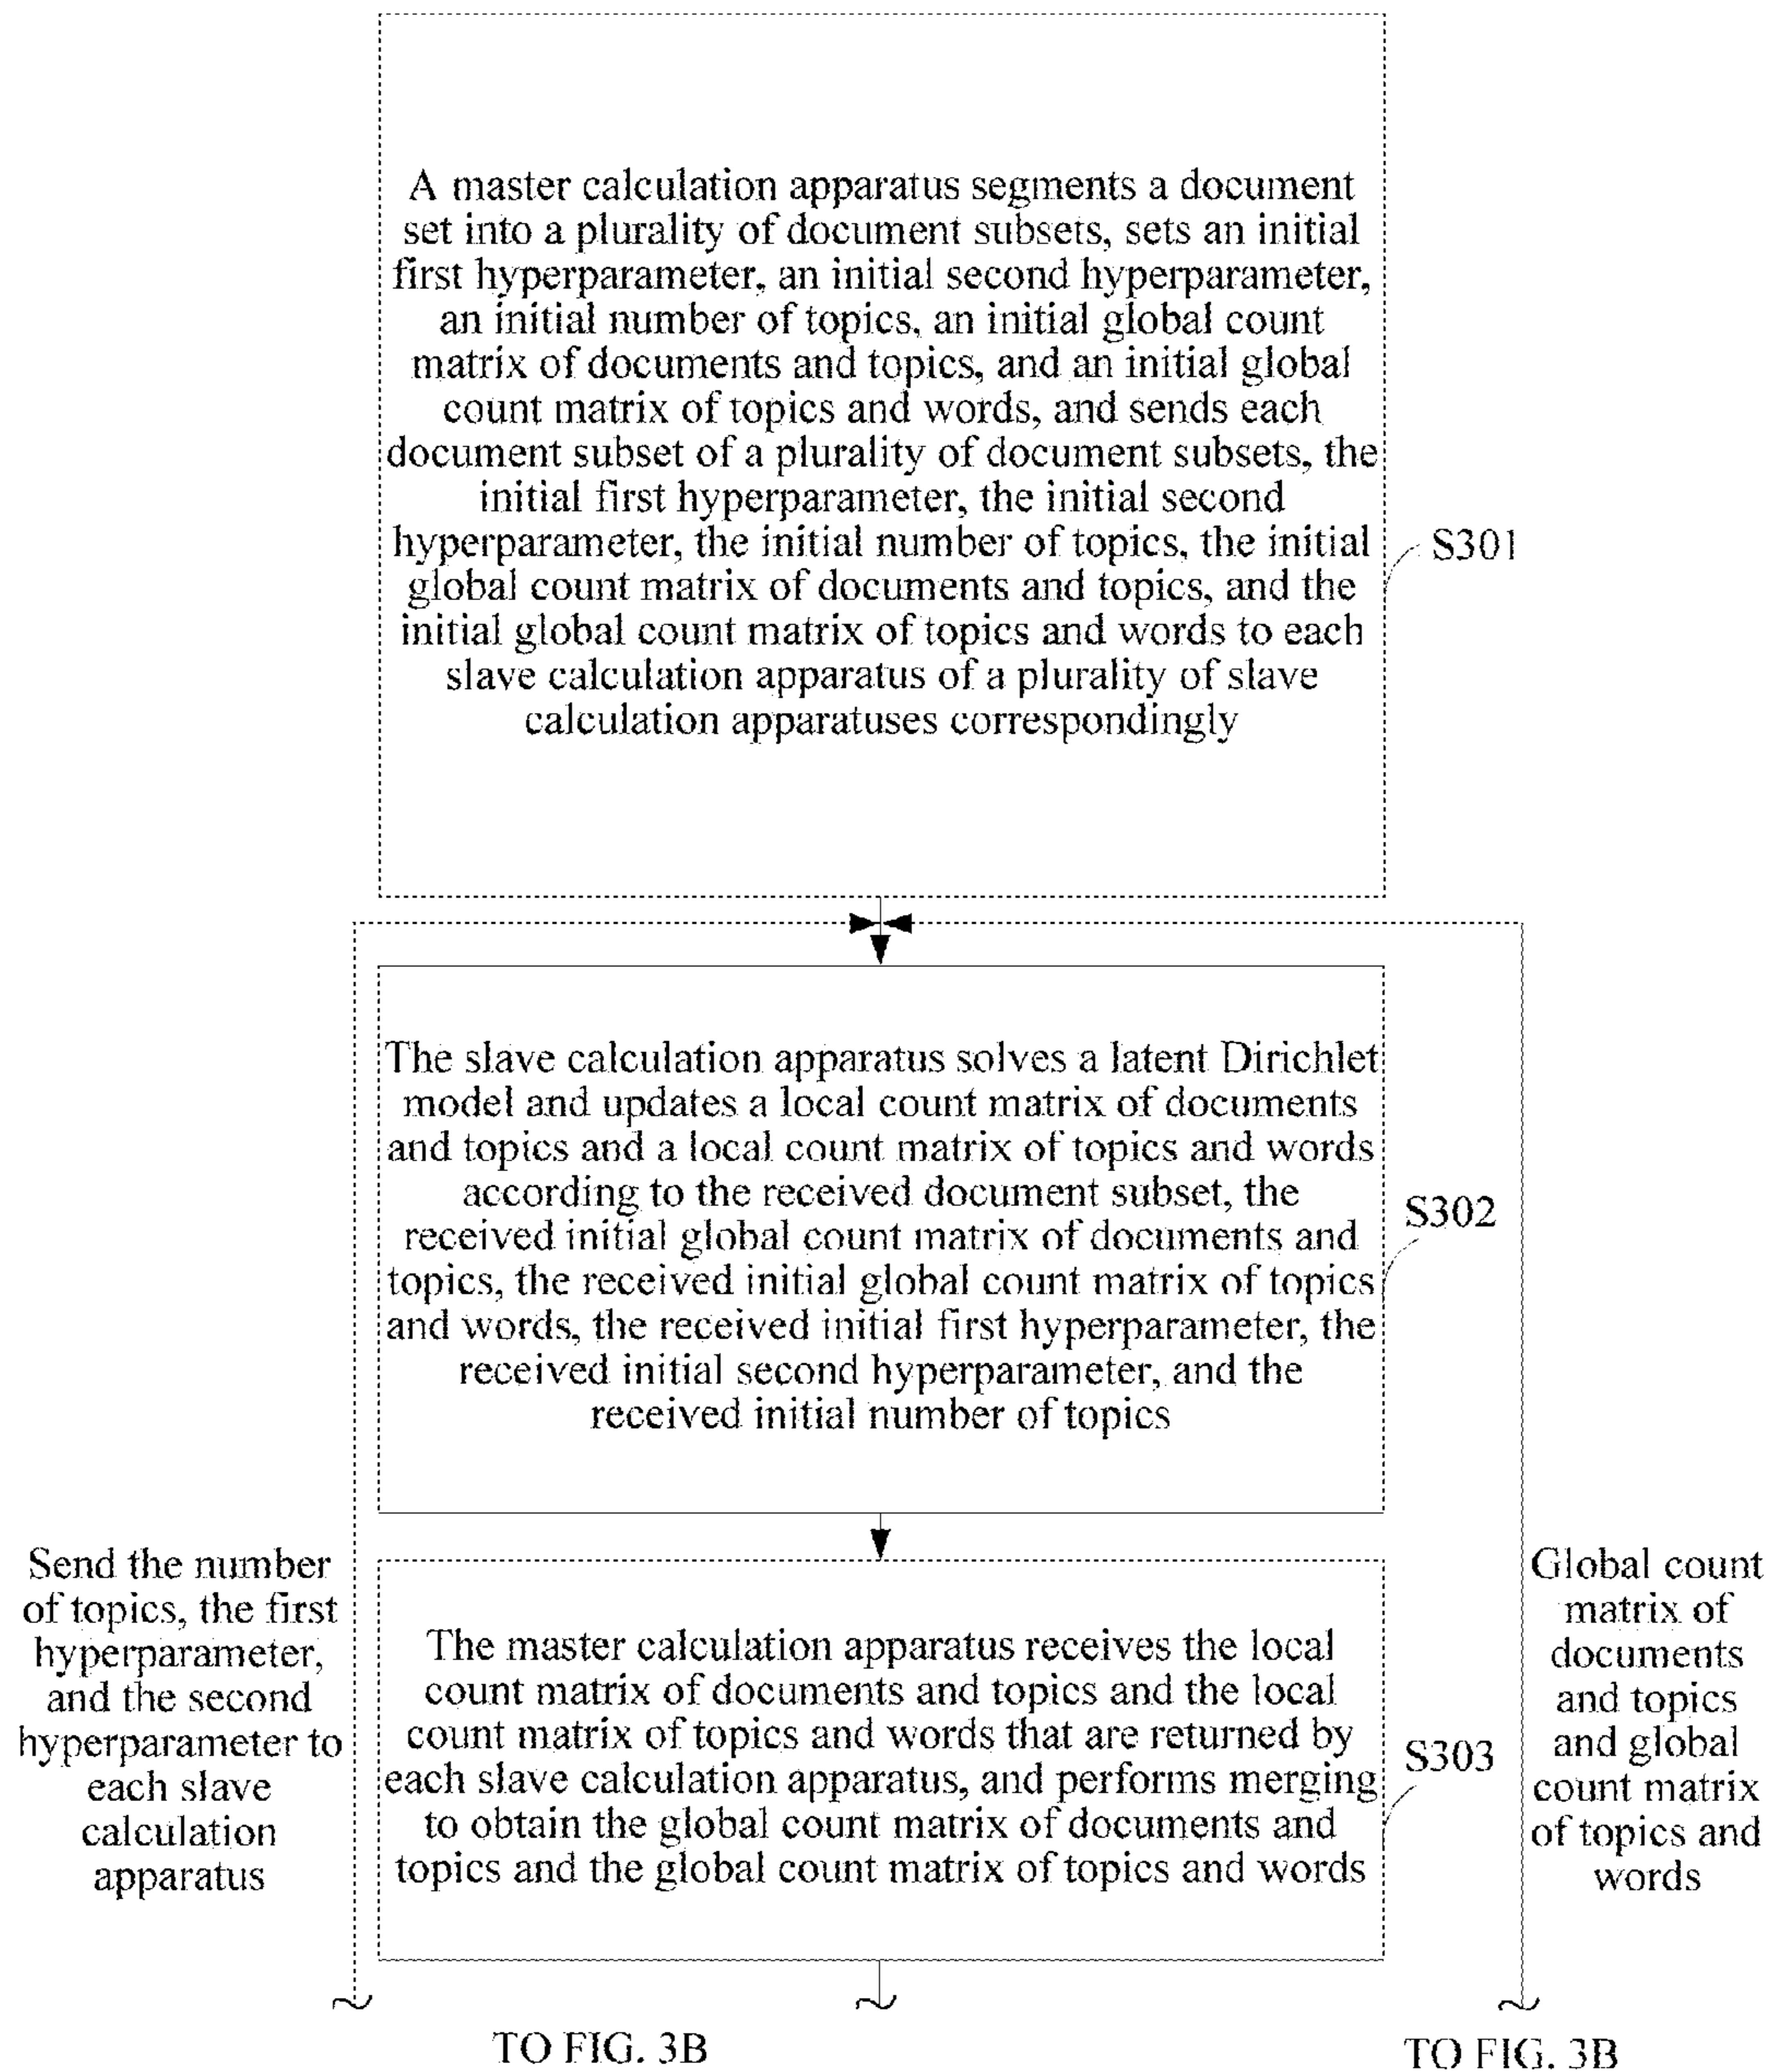 A master calculation apparatus segments a document
set into a plurality of document subsets, sets an initial
first hyperparameter, an initial second hyperparameter,
an initial number of topics, an initial global count
matrix of documents and topics, and an initial global
count matrix of topics and words, and sends each
document subset of a plurality of document subsets, the
initial first hyperparameter, the initial second
hyperparameter, the initial number of topics, the initial
global count matrix of documents and topics, and the
initial global count matrix of topics and words to each
slave calculation apparatus of a plurality of slave
calculation apparatuses correspondingly
S301
The slave calculation apparatus solves a latent Dirichlet
model and updates a local count matrix of documents
and topics and a local count matrix of topics and words
according to the received document subset, the
received initial global count matrix of documents and
topics, the received initial global count matrix of topics
and words, the received initial first hyperparameter, the
received initial second hyperparameter, and the
received initial number of topics
S302
Send the number
of topics, the first
hyperparameter,
and the second
hyperparameter to
each slave
calculation
apparatus
The master calculation apparatus receives the local
count matrix of documents and topics and the local
count matrix of topics and words that are returned by
each slave calculation apparatus, and performs merging
to obtain the global count matrix of documents and
topics and the global count matrix of topics and words
S303
Global count
matrix of
documents
and topics
and global
count matrix
of topics and
words
TO FIG. 3B
TO FIG. 3B